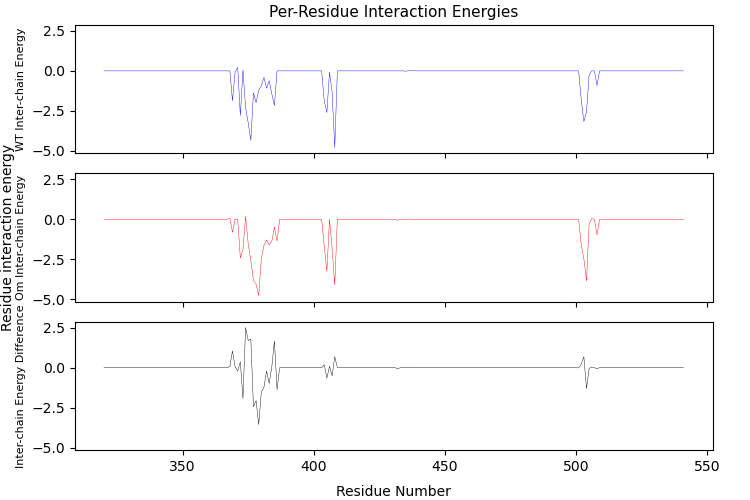 Per-Residue Interaction Energies
Residue interaction energy
WT Inter-chain Energy
2.5
0.0
−2.5
−5.0
Om Inter-chain Energy
2.5
0.0
−2.5
−5.0
Inter-chain Energy Difference
2.5
0.0
−2.5
−5.0
350
400
450
500
550
Residue Number